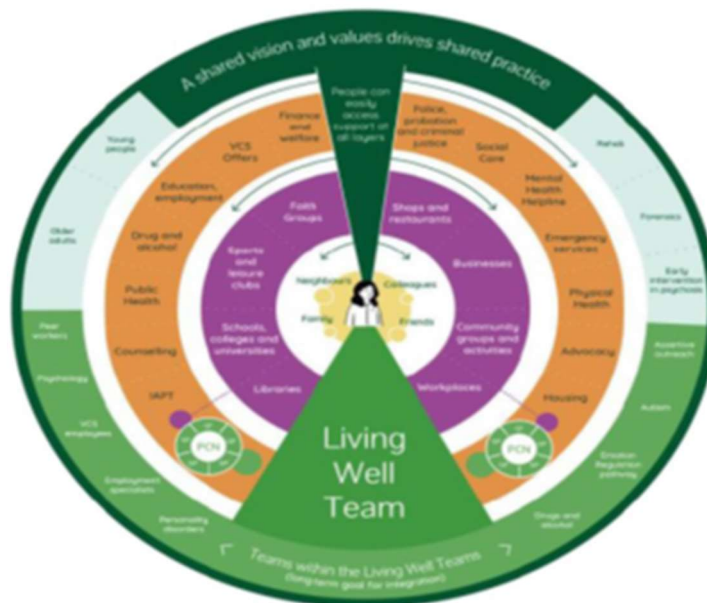 A shared vision and values drives shared practice
People can
easily access
support at
all layers
Young
people
Older
adults
Rehab
Forensics
Early
intervention
in psychosis
Finance
and
welfare
VCS
Offers
Education,
employment
Drug and
alcohol
Public
Health
Counselling
IAPT
Police,
probation
and criminal
justice
Social
Care
Mental
Health
Helpline
Emergency
services
Physical
Health
Advocacy
Housing
Faith
Groups
Sports
and
leisure
clubs
Schools,
colleges and
universities
Libraries
Shops and
restaurants
Businesses
Community
groups and
activities
Workplaces
Neighbours
Colleagues
Family
Friends
PCN
PCN
Peer
workers
Psychology
VCS
employees
Employment
specialists
Personality
disorders
Assertive
outreach
Autism
Emotion
Regulation
pathway
Drugs and
alcohol
Living
Well
Team
Teams within the Living Well Teams
(long-term goal for integration)